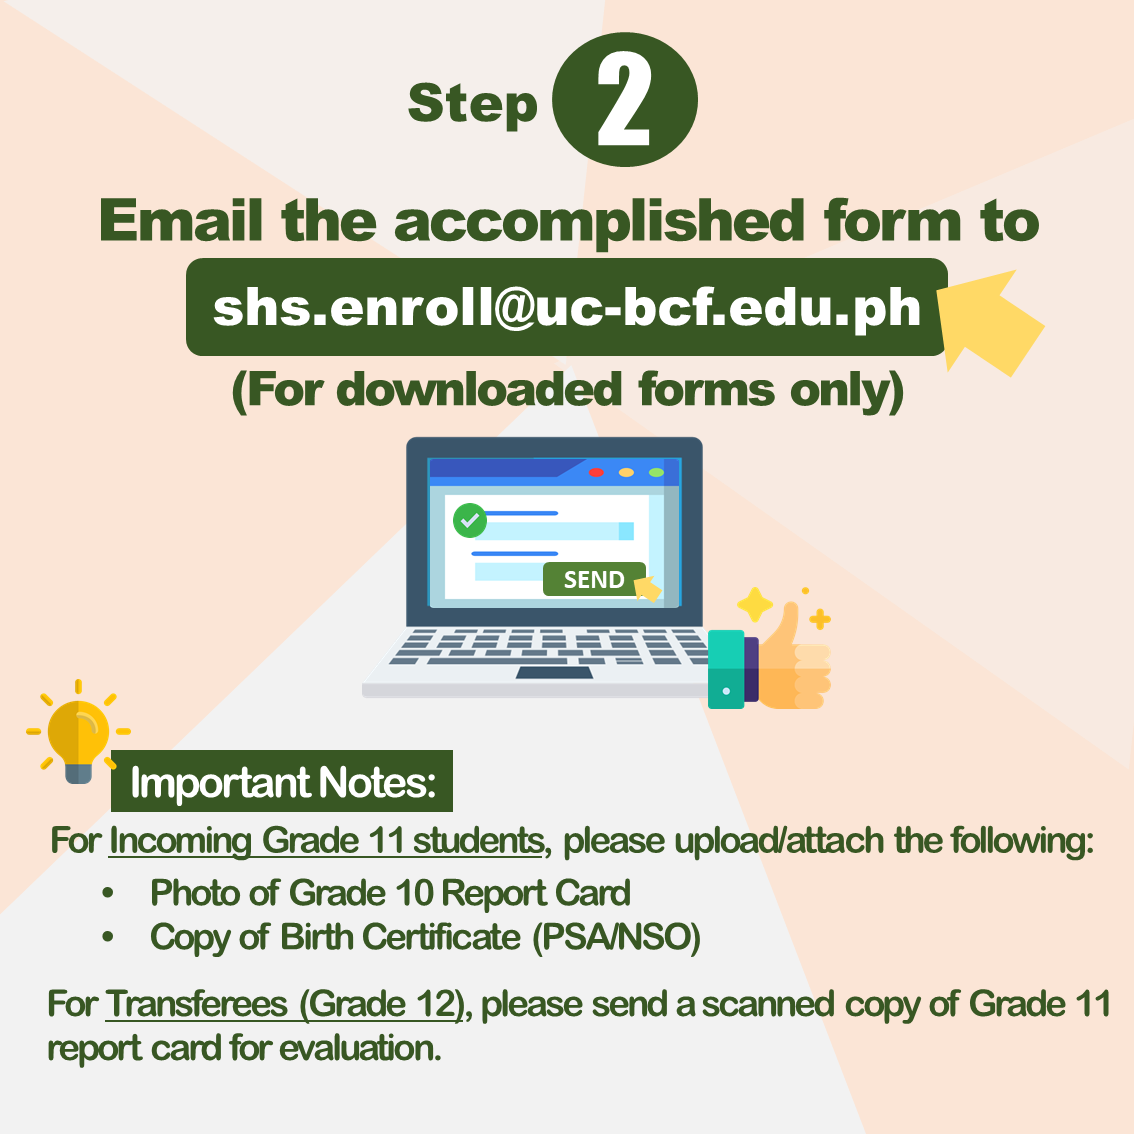 Step 2
Email the accomplished form to
shs.enroll@uc-bcf.edu.ph
(For downloaded forms only)
SEND
Important Notes:
For Incoming Grade 11 students, please upload/attach the following:
• Photo of Grade 10 Report Card
• Copy of Birth Certificate (PSA/NSO)
For Transferees (Grade 12), please send a scanned copy of Grade 11
report card for evaluation.